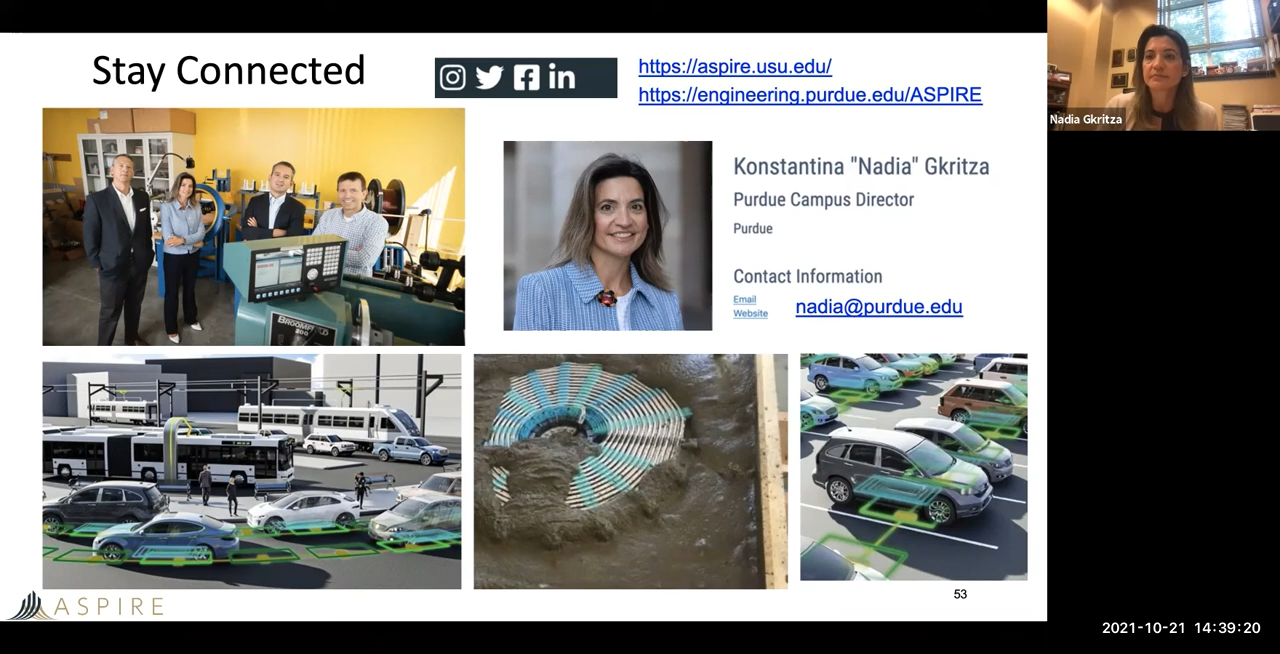 Stay Connected
https://aspire.usu.edu/
https://engineering.purdue.edu/ASPIRE
Nadia Gkritza
Konstantina "Nadia" Gkritza
Purdue Campus Director
Purdue
Contact Information
Email
Website
nadia@purdue.edu
ASPIRE
53
2021-10-21 14:39:20